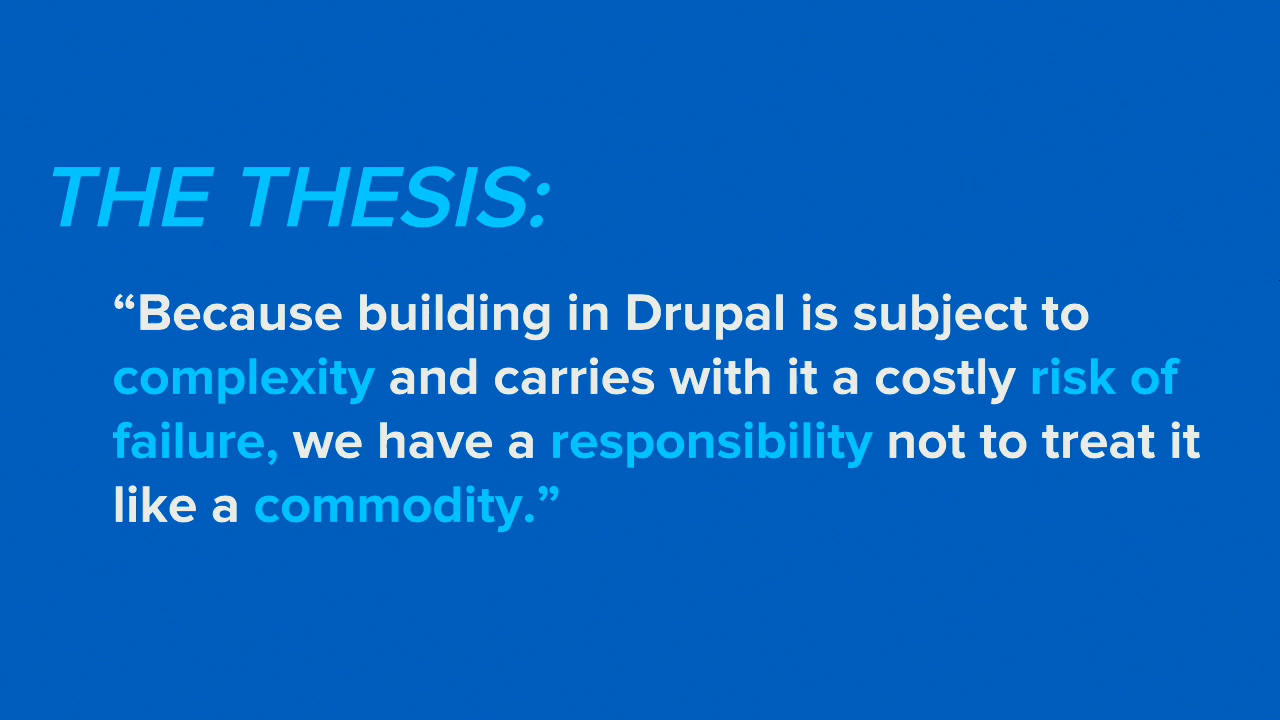 THE THESIS:
“Because building in Drupal is subject to
complexity and carries with it a costly risk of
failure, we have a responsibility not to treat it
like a commodity.”